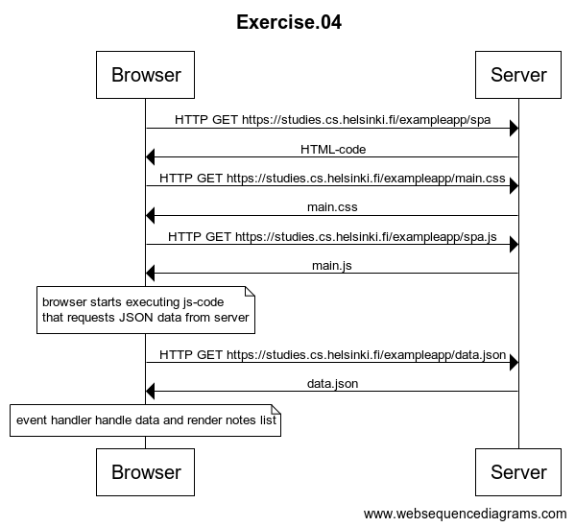 Exercise.04
Browser
Server
HTTP GET https://studies.cs.helsinki.fi/exampleapp/spa
HTML-code
HTTP GET https://studies.cs.helsinki.fi/exampleapp/main.css
main.css
HTTP GET https://studies.cs.helsinki.fi/exampleapp/spa.js
main.js
browser starts executing js-code
that requests JSON data from server
HTTP GET https://studies.cs.helsinki.fi/exampleapp/data.json
data.json
event handler handle data and render notes list
Browser
Server
www.websequencediagrams.com